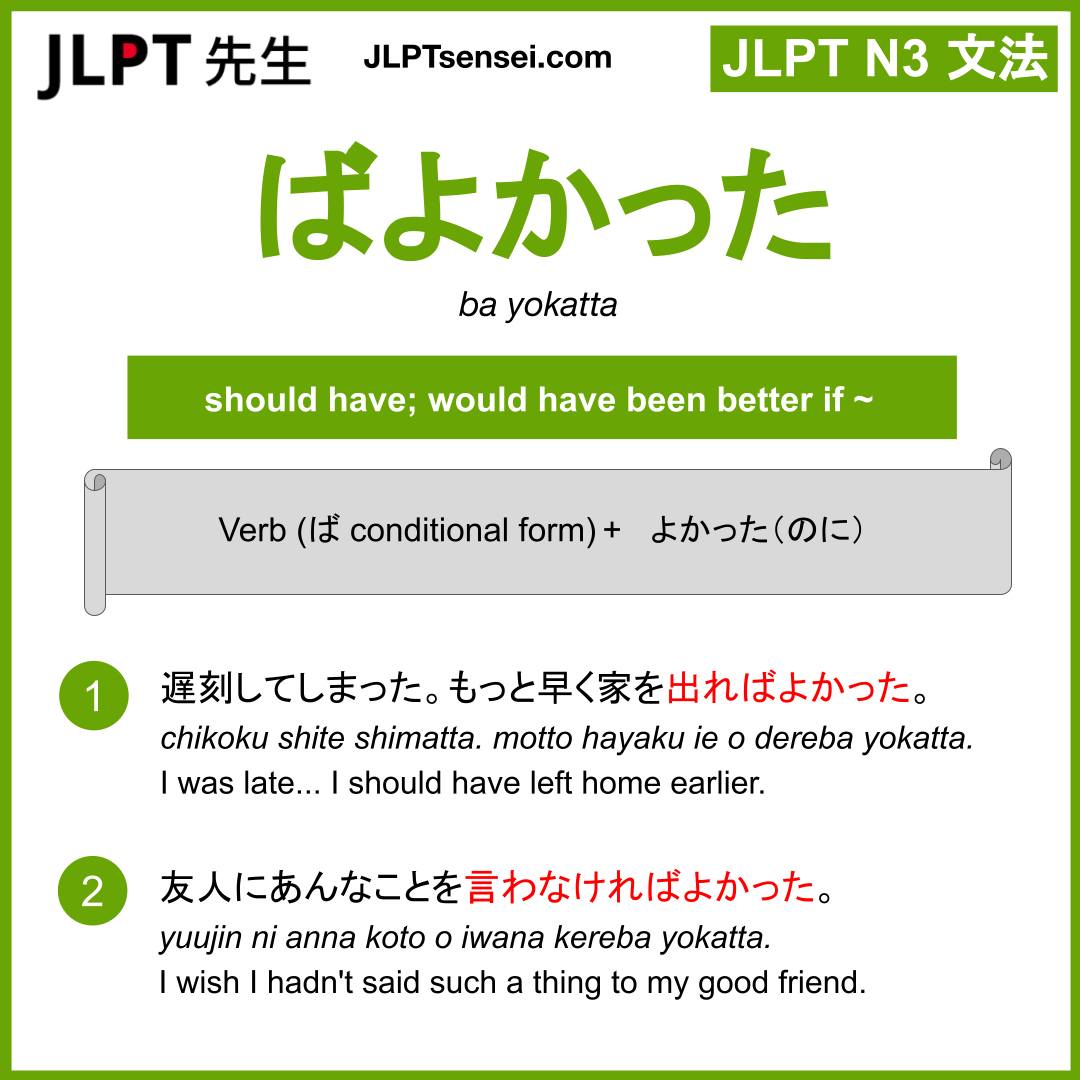 JLPT 先生 JLPTsensei.com JLPT N3 文法
ばよかった
ba yokatta
should have; would have been better if ~
Verb (ば conditional form) + よかった（のに）
1 遅刻してしまった。もっと早く家を出ればよかった。
chikoku shite shimatta. motto hayaku ie o dereba yokatta.
I was late... I should have left home earlier.
2 友人にあんなことを言わなければよかった。
yuujin ni anna koto o iwana kereba yokatta.
I wish I hadn't said such a thing to my good friend.